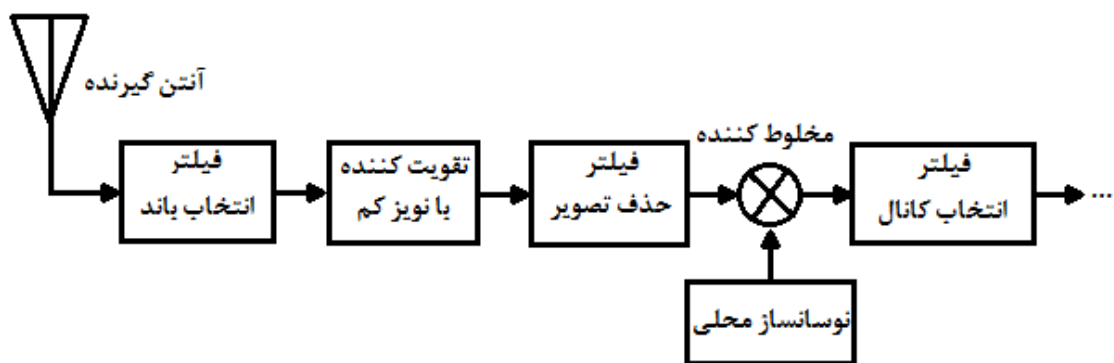 آنتن گیرنده
فیلتر
انتخاب باند
تقویت کننده
با نویز کم
فیلتر
حذف تصویر
مخلوط کننده
فیلتر
انتخاب کانال
...
نوسانساز محلی